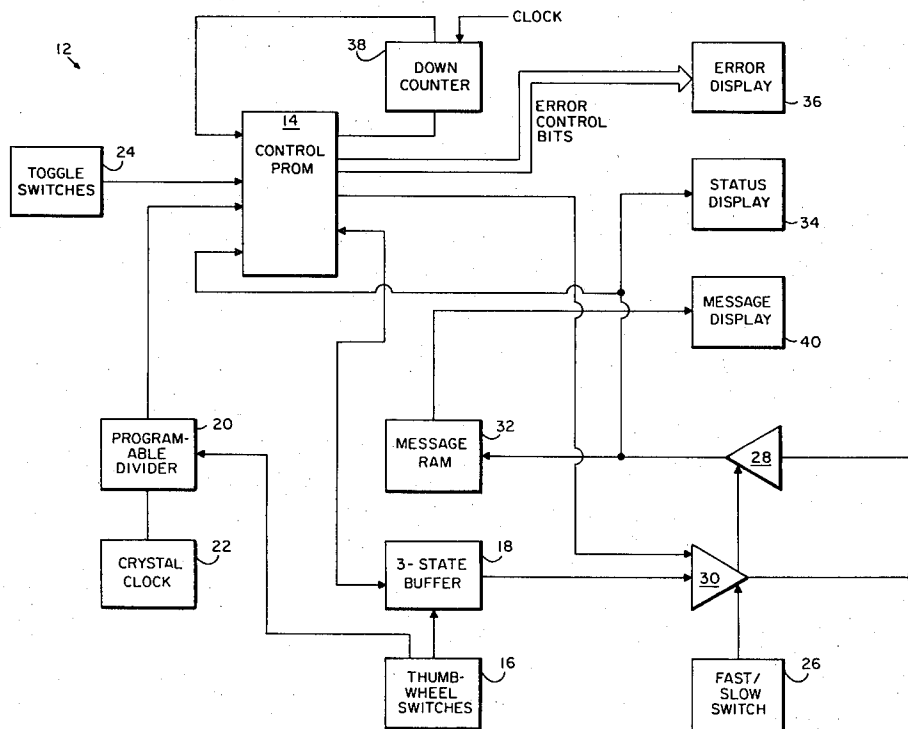 CLOCK
12
38
DOWN
COUNTER
ERROR
DISPLAY
36
ERROR
CONTROL
BITS
14
CONTROL
PROM
24
TOGGLE
SWITCHES
STATUS
DISPLAY
34
MESSAGE
DISPLAY
40
20
PROGRAM-
ABLE
DIVIDER
32
MESSAGE
RAM
28
22
CRYSTAL
CLOCK
18
3-STATE
BUFFER
30
16
THUMB-
WHEEL
SWITCHES
26
FAST/
SLOW
SWITCH